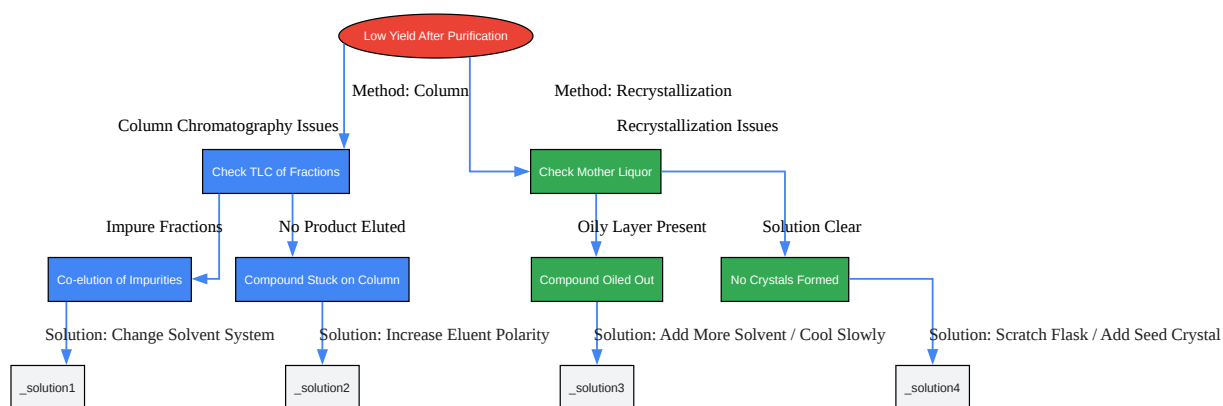 Low Yield After Purification
Method: Column
Method: Recrystallization
Column Chromatography Issues
Recrystallization Issues
Check TLC of Fractions
Check Mother Liquor
Impure Fractions
No Product Eluted
Oily Layer Present
Solution Clear
Co-elution of Impurities
Compound Stuck on Column
Compound Oiled Out
No Crystals Formed
Solution: Change Solvent System
Solution: Increase Eluent Polarity
Solution: Add More Solvent / Cool Slowly
Solution: Scratch Flask / Add Seed Crystal
_solution1
_solution2
_solution3
_solution4